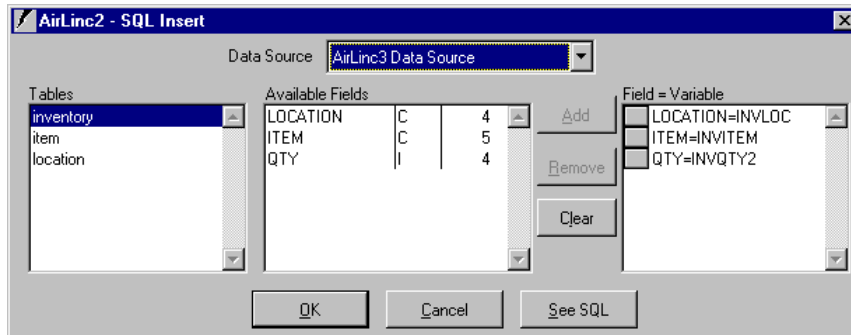 AirLinc2 - SQL Insert
Data Source AirLinc3 Data Source
Tables Available Fields Field = Variable
inventory LOCATION C 4 Add LOCATION=INVLOC
item ITEM C 5 ITEM=INVITEM
location QTY I 4 Remove QTY=INVQTY2
Clear
OK Cancel See SQL